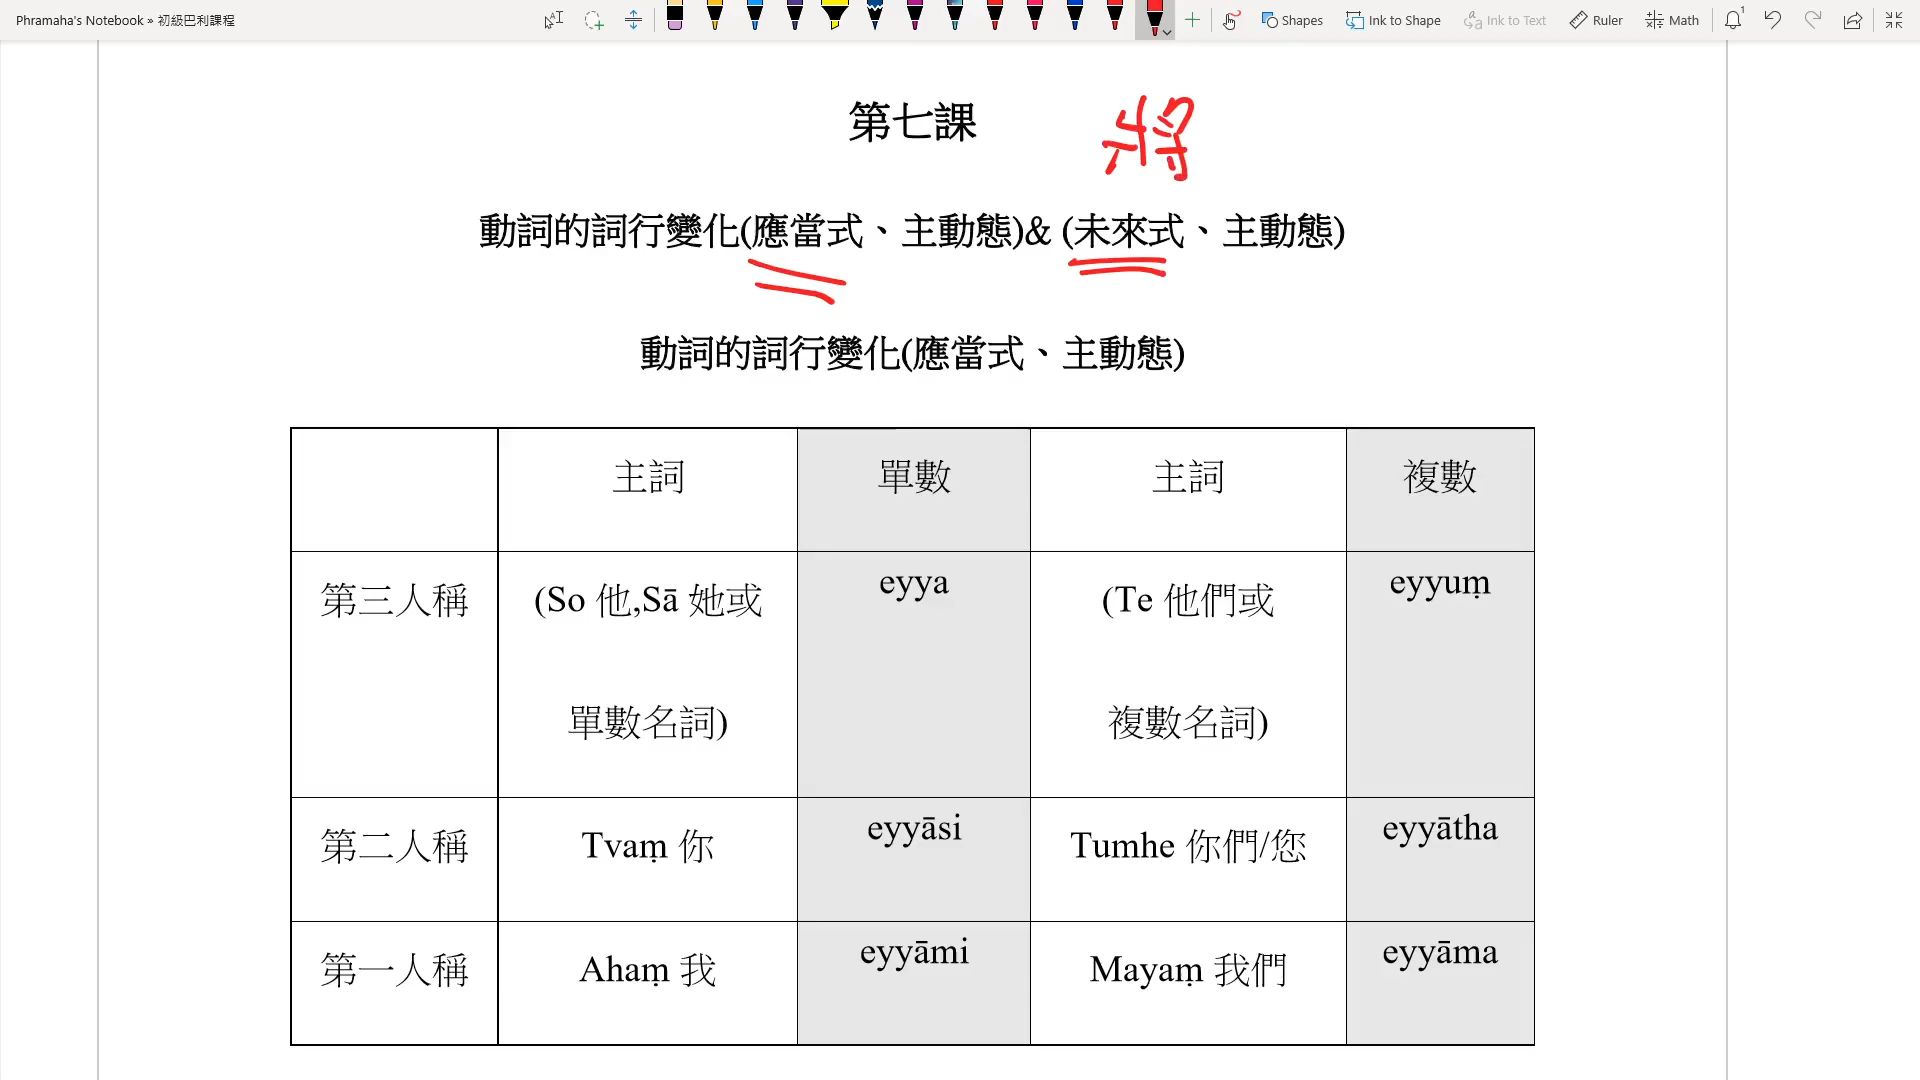 Phramaha's Notebook » 初級巴利課程
Shapes
Ink to Shape
Ink to Text
Ruler
Math
1
第七課 將
動詞的詞行變化(應當式、主動態)& (未來式、主動態)
動詞的詞行變化(應當式、主動態)
主詞 單數 主詞 複數
第三人稱 (So 他,Sā 她或 eyya (Te 他們或 eyyuṃ
單數名詞) 複數名詞)
第二人稱 Tvaṃ 你 eyyāsi Tumhe 你們/您 eyyātha
第一人稱 Ahaṃ 我 eyyāmi Mayaṃ 我們 eyyāma